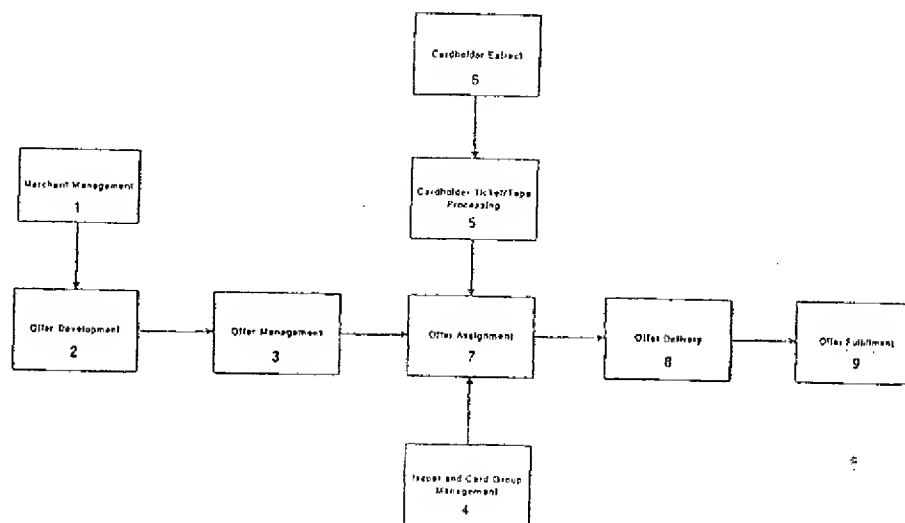 Cardholder Extract
6
Merchant Management
1
Cardholder Ticket/Tape
Processing
5
Offer Development
2
Offer Management
3
Offer Assignment
7
Offer Delivery
8
Offer Fulfillment
9
Issuer and Card Group
Management
4